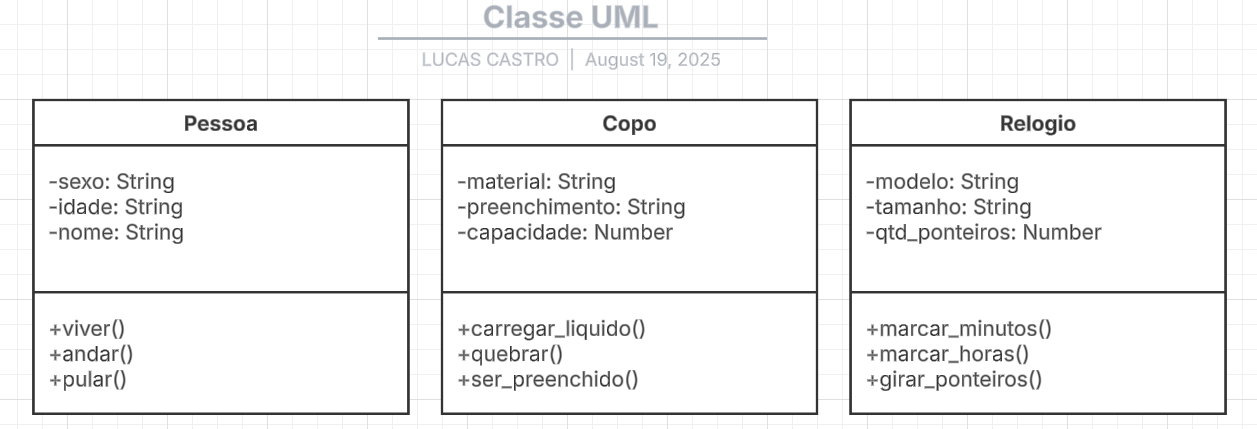 Classe UML
LUCAS CASTRO | August 19, 2025
Pessoa
-sexo: String
-idade: String
-nome: String
+viver()
+andar()
+pular()
Copo
-material: String
-preenchimento: String
-capacidade: Number
+carregar_liquido()
+quebrar()
+ser_preenchido()
Relogio
-modelo: String
-tamanho: String
-qtd_ponteiros: Number
+marcar_minutos()
+marcar_horas()
+girar_ponteiros()